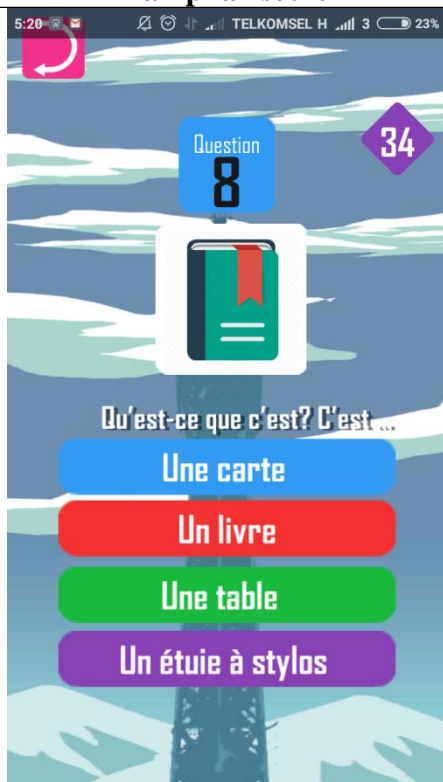 5:20 TELKOMSEL H 3 23%
Question
8
34
Qu'est-ce que c'est? C'est ...
Une carte
Un livre
Une table
Un étuie à stylos